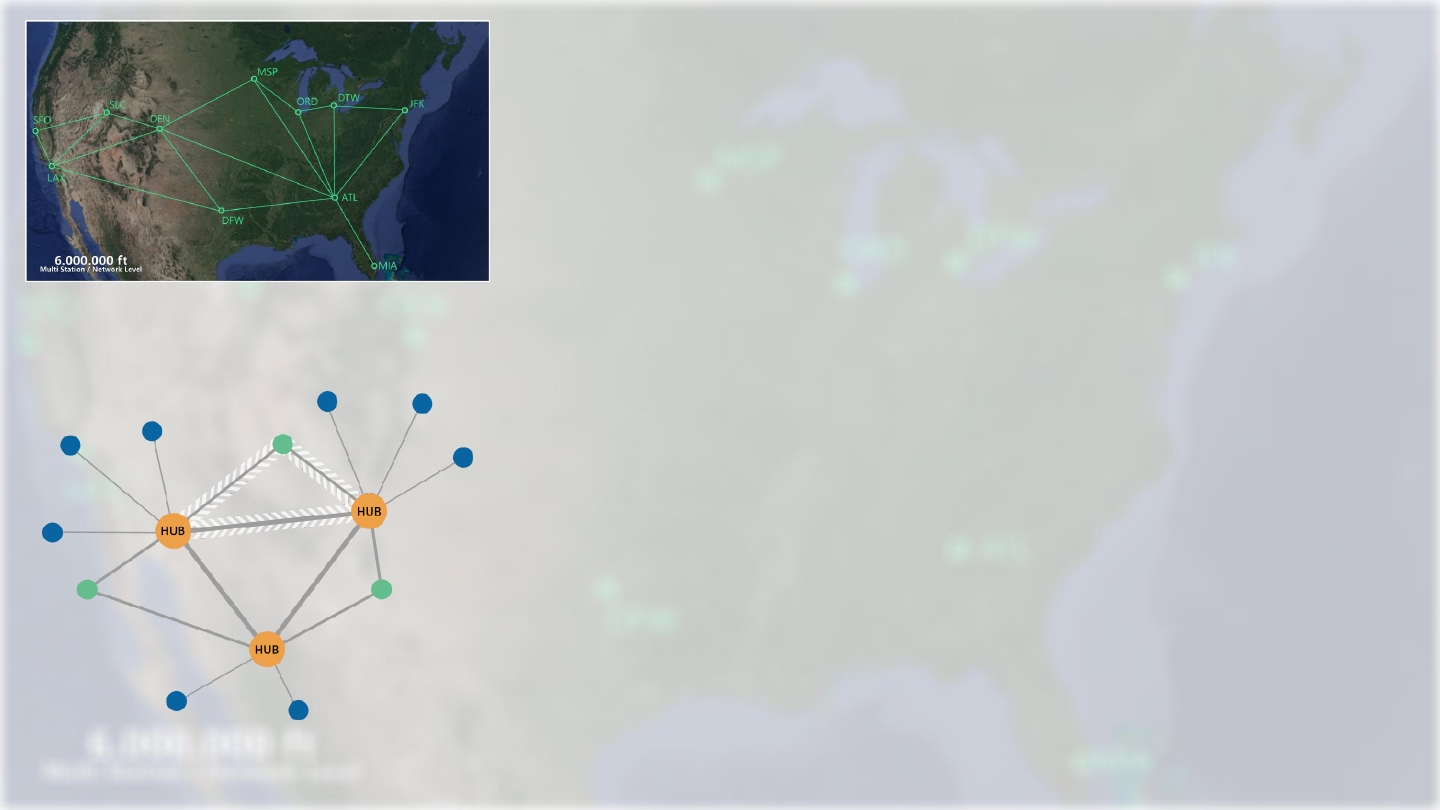 MSP
ORD
DTW
JFK
SLC
SFO
DEN
LAX
ATL
DFW
6.000.000 ft
Multi Station / Network Level
MIA
HUB
HUB
HUB